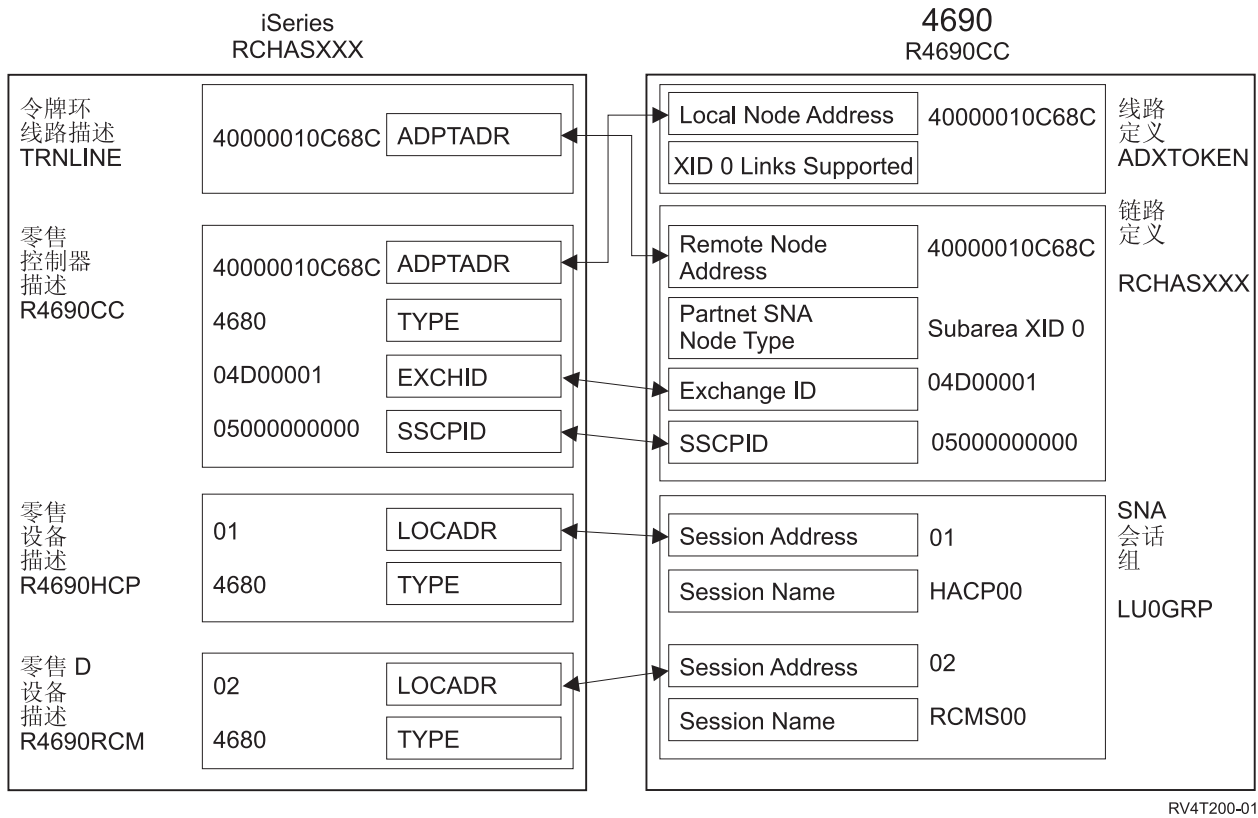 iSeries
RCHASXXX
令牌环
线路描述
TRNLINE
40000010C68C ADPTADR
零售
控制器
描述
R4690CC
40000010C68C ADPTADR
4680 TYPE
04D00001 EXCHID
05000000000 SSCPID
零售
设备
描述
R4690HCP
01 LOCADR
4680 TYPE
零售 D
设备
描述
R4690RCM
02 LOCADR
4680 TYPE
4690
R4690CC
Local Node Address 40000010C68C
XID 0 Links Supported
线路
定义
ADXTOKEN
Remote Node
Address
40000010C68C
Partnet SNA
Node Type
Subarea XID 0
Exchange ID 04D00001
SSCPID 05000000000
链路
定义
RCHASXXX
Session Address 01
Session Name HACP00
Session Address 02
Session Name RCMS00
SNA
会话
组
LU0GRP
RV4T200-01